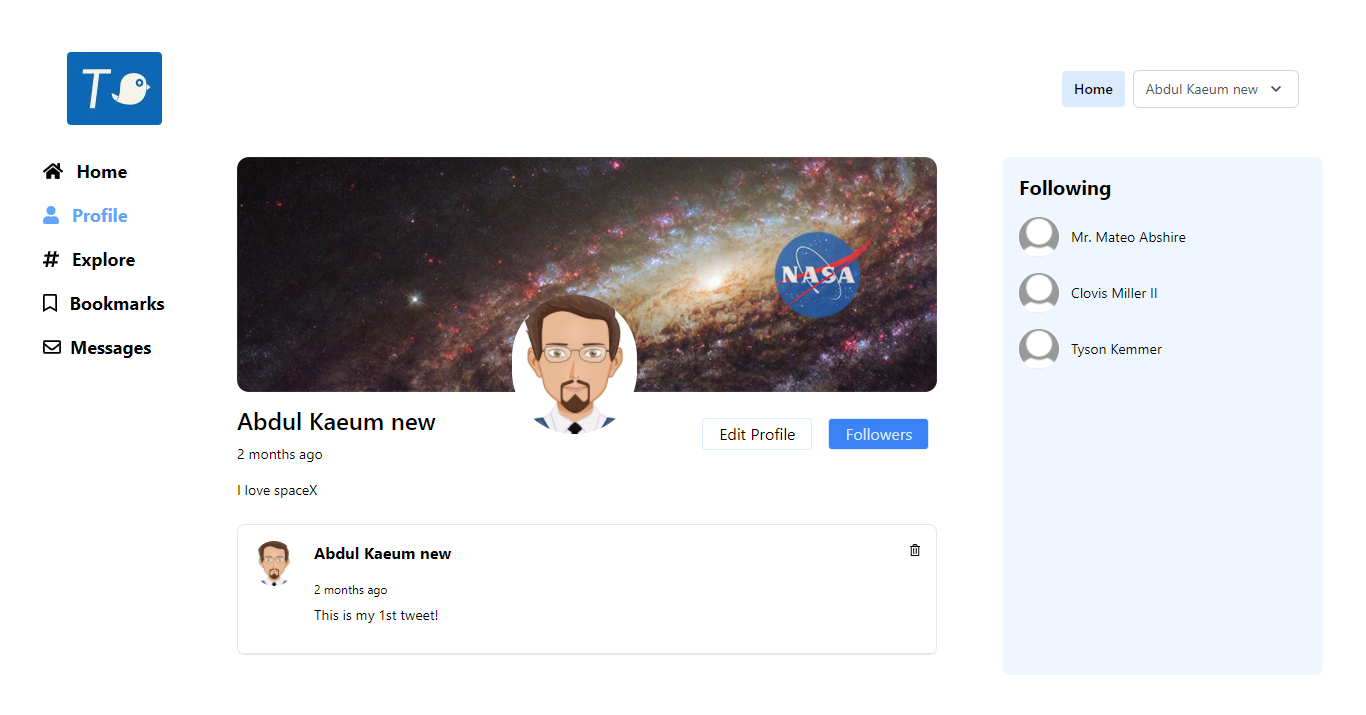 T
Home
Abdul Kaeum new
Home
Profile
Explore
Bookmarks
Messages
NASA
Abdul Kaeum new
2 months ago
I love spaceX
Edit Profile
Followers
Abdul Kaeum new
2 months ago
This is my 1st tweet!
Following
Mr. Mateo Abshire
Clovis Miller II
Tyson Kemmer